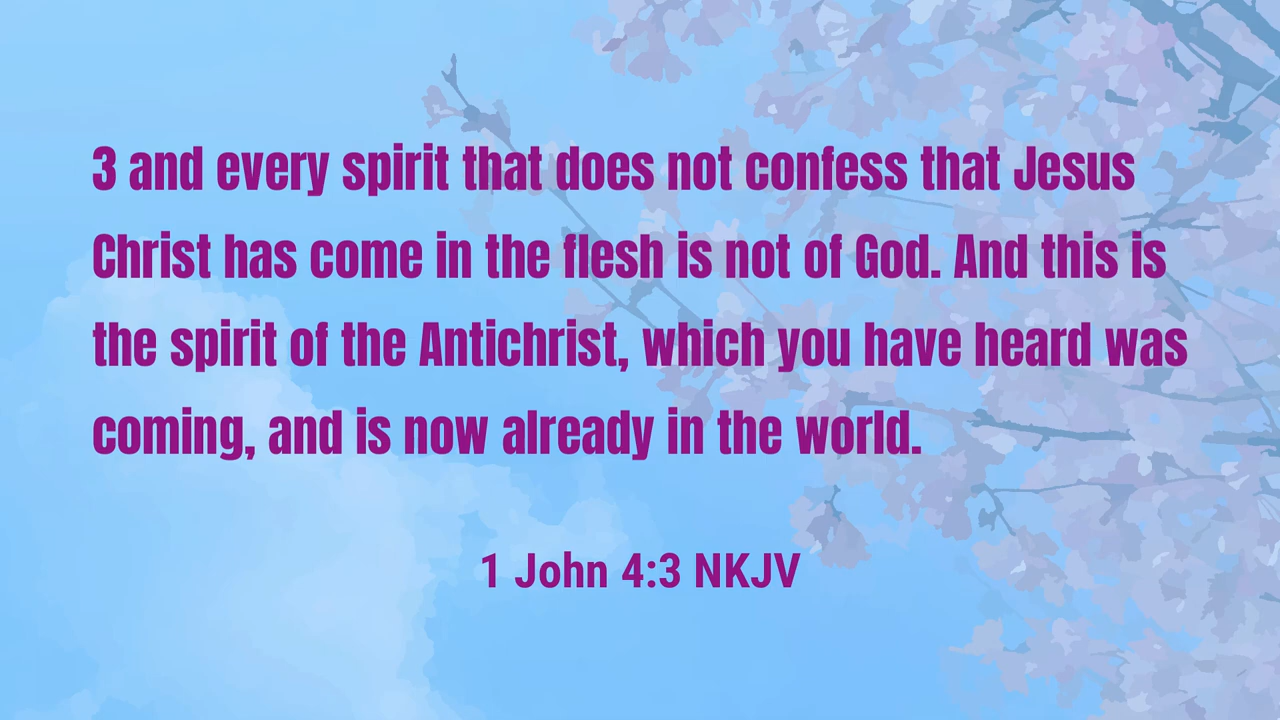 3 and every spirit that does not confess that Jesus
Christ has come in the flesh is not of God. And this is
the spirit of the Antichrist, which you have heard was
coming, and is now already in the world.
1 John 4:3 NKJV